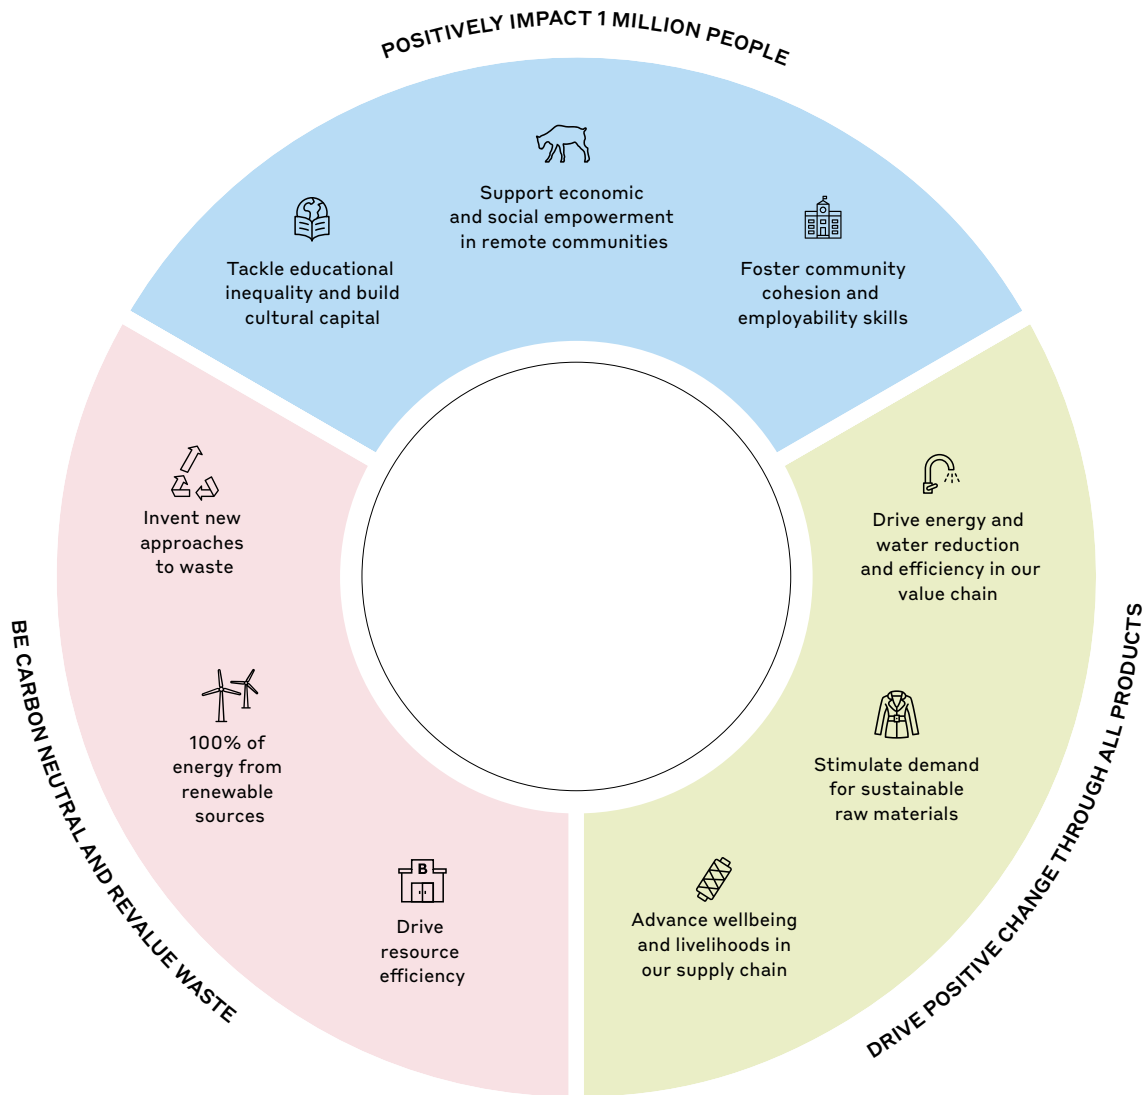 POSITIVELY IMPACT 1 MILLION PEOPLE
Support economic
and social empowerment
in remote communities
Tackle educational
inequality and build
cultural capital
Foster community
cohesion and
employability skills
Invent new
approaches
to waste
100% of
energy from
renewable
sources
B
Drive
resource
efficiency
BE CARBON NEUTRAL AND REVALUE WASTE
Drive energy and
water reduction
and efficiency in our
value chain
Stimulate demand
for sustainable
raw materials
Advance wellbeing
and livelihoods in
our supply chain
DRIVE POSITIVE CHANGE THROUGH ALL PRODUCTS